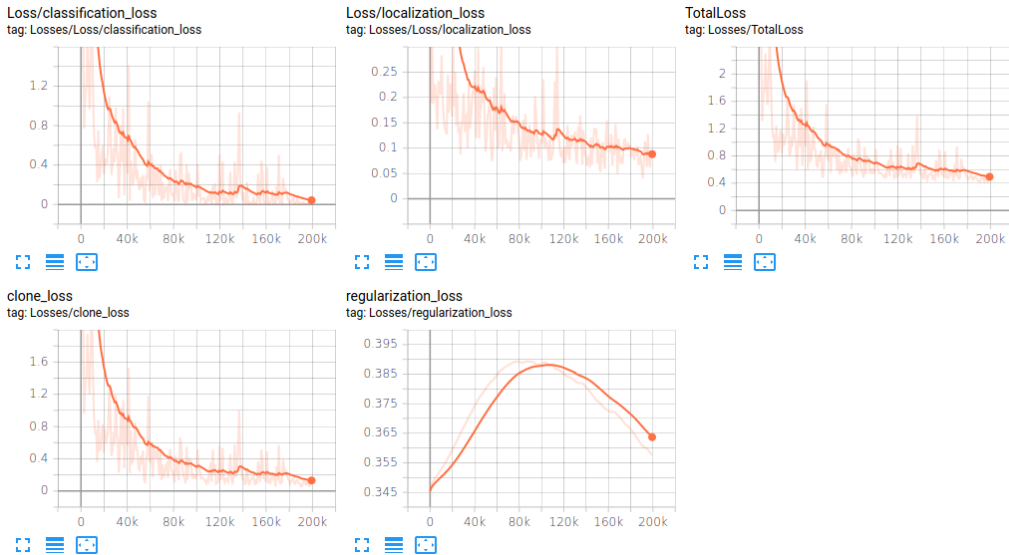 Loss/classification_loss
tag: Losses/Loss/classification_loss
1.2
0.8
0.4
0
0 40k 80k 120k 160k 200k
Loss/localization_loss
tag: Losses/Loss/localization_loss
0.25
0.2
0.15
0.1
0.05
0
0 40k 80k 120k 160k 200k
TotalLoss
tag: Losses/TotalLoss
2
1.6
1.2
0.8
0.4
0
0 40k 80k 120k 160k 200k
clone_loss
tag: Losses/clone_loss
1.6
1.2
0.8
0.4
0
0 40k 80k 120k 160k 200k
regularization_loss
tag: Losses/regularization_loss
0.395
0.385
0.375
0.365
0.355
0.345
0 40k 80k 120k 160k 200k